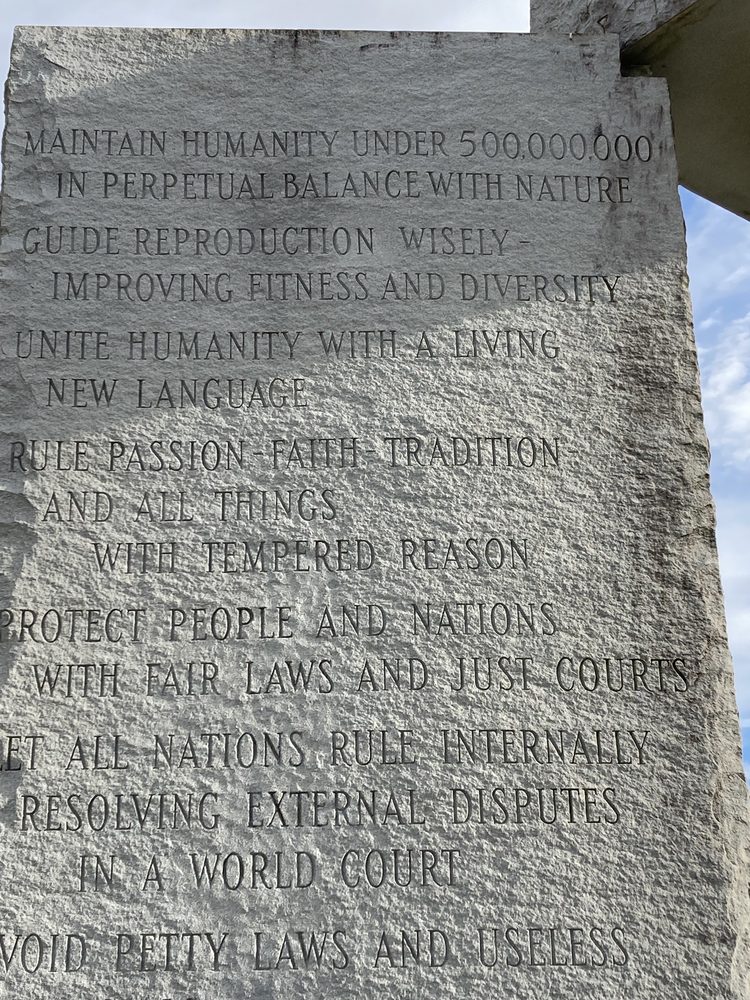 MAINTAIN HUMANITY UNDER 500,000,000
IN PERPETUAL BALANCE WITH NATURE
GUIDE REPRODUCTION WISELY -
IMPROVING FITNESS AND DIVERSITY
UNITE HUMANITY WITH A LIVING
NEW LANGUAGE
RULE PASSION - FAITH - TRADITION
AND ALL THINGS
WITH TEMPERED REASON
PROTECT PEOPLE AND NATIONS
WITH FAIR LAWS AND JUST COURTS
LET ALL NATIONS RULE INTERNALLY
RESOLVING EXTERNAL DISPUTES
IN A WORLD COURT
VOID PETTY LAWS AND USELESS